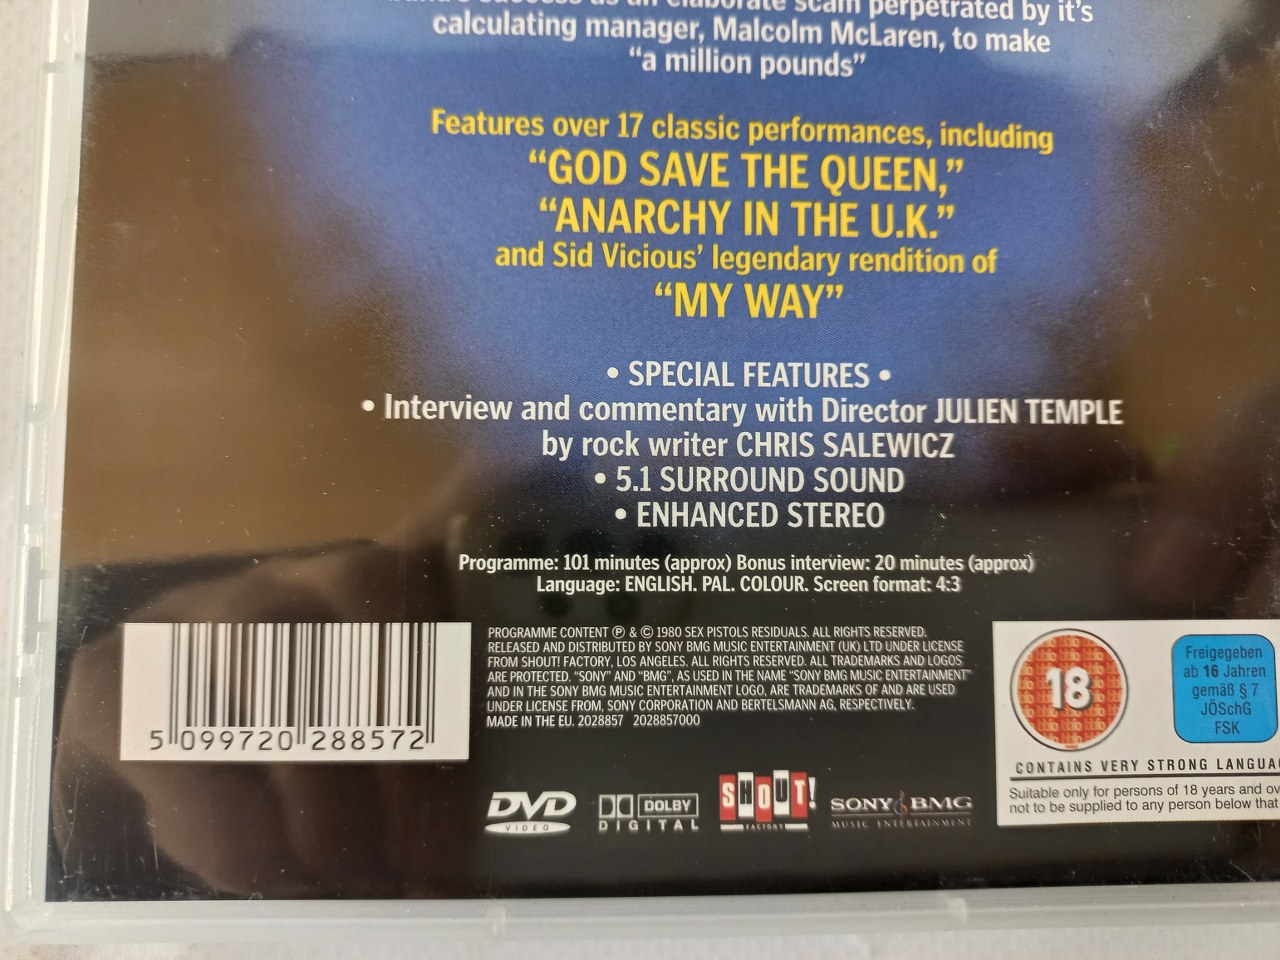 success as an elaborate scam perpetrated by it's
calculating manager, Malcolm McLaren, to make
“a million pounds”
Features over 17 classic performances, including
“GOD SAVE THE QUEEN,”
“ANARCHY IN THE U.K.”
and Sid Vicious’ legendary rendition of
“MY WAY”
• SPECIAL FEATURES •
• Interview and commentary with Director JULIEN TEMPLE
by rock writer CHRIS SALEWICZ
• 5.1 SURROUND SOUND
• ENHANCED STEREO
Programme: 101 minutes (approx) Bonus interview: 20 minutes (approx)
Language: ENGLISH. PAL. COLOUR. Screen format: 4:3
PROGRAMME CONTENT ℗ & © 1980 SEX PISTOLS RESIDUALS. ALL RIGHTS RESERVED.
RELEASED AND DISTRIBUTED BY SONY BMG MUSIC ENTERTAINMENT (UK) LTD UNDER LICENSE
FROM SHOUT! FACTORY, LOS ANGELES. ALL RIGHTS RESERVED. ALL TRADEMARKS AND LOGOS
ARE PROTECTED. “SONY” AND “BMG”, AS USED IN THE NAME “SONY BMG MUSIC ENTERTAINMENT”
AND IN THE SONY BMG MUSIC ENTERTAINMENT LOGO, ARE TRADEMARKS OF AND ARE USED
UNDER LICENSE FROM, SONY CORPORATION AND BERTELSMANN AG, RESPECTIVELY.
MADE IN THE EU. 2028857 2028857000
5 099720 288572
18
Freigegeben
ab 16 Jahren
gemäß § 7
JÖSchG
FSK
CONTAINS VERY STRONG LANGUA
Suitable only for persons of 18 years and ov
not to be supplied to any person below that
DVD
VIDEO
DOLBY
DIGITAL
SHOUT!
FACTORY
SONY BMG
MUSIC ENTERTAINMENT